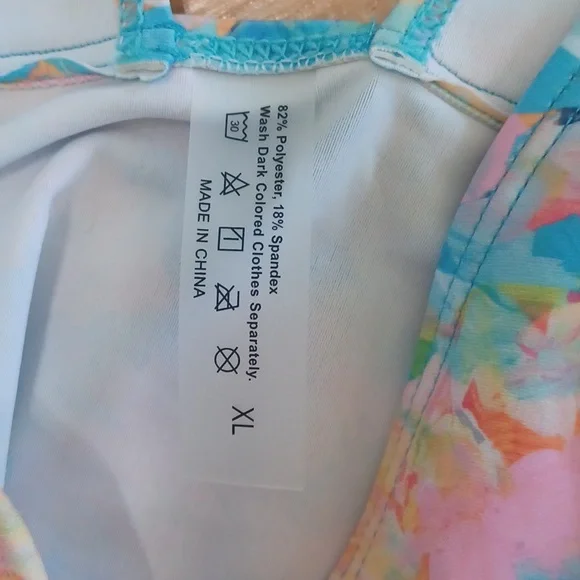 82% Polyester, 18% Spandex
Wash Dark Colored Clothes Separately.
30
MADE IN CHINA
XL